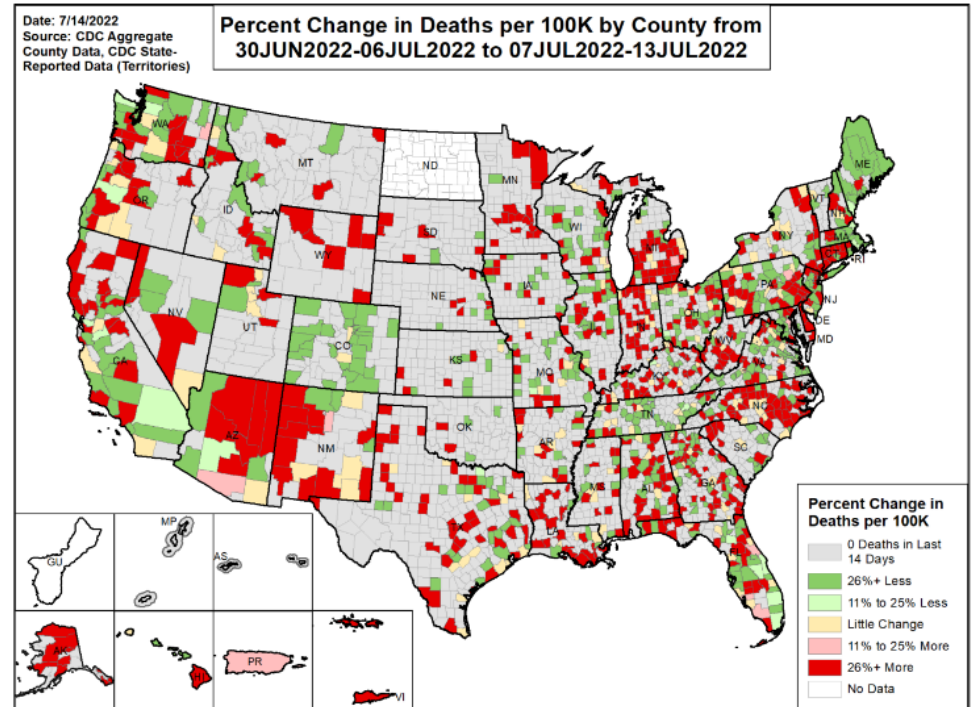 Date: 7/14/2022
Source: CDC Aggregate
County Data, CDC State-
Reported Data (Territories)
Percent Change in Deaths per 100K by County from
30JUN2022-06JUL2022 to 07JUL2022-13JUL2022
WA
MT
ND
MN
ME
OR
ID
SD
WI
MI
VT
NH
NY
MA
CT
RI
WY
IA
NE
PA
NJ
NV
UT
CO
IL
IN
OH
DE
MD
WV
VA
CA
KS
MO
KY
NC
TN
AZ
NM
OK
AR
SC
MS
AL
GA
TX
LA
FL
GU
MP
AS
AK
HI
PR
VI
Percent Change in
Deaths per 100K
0 Deaths in Last
14 Days
26%+ Less
11% to 25% Less
Little Change
11% to 25% More
26%+ More
No Data